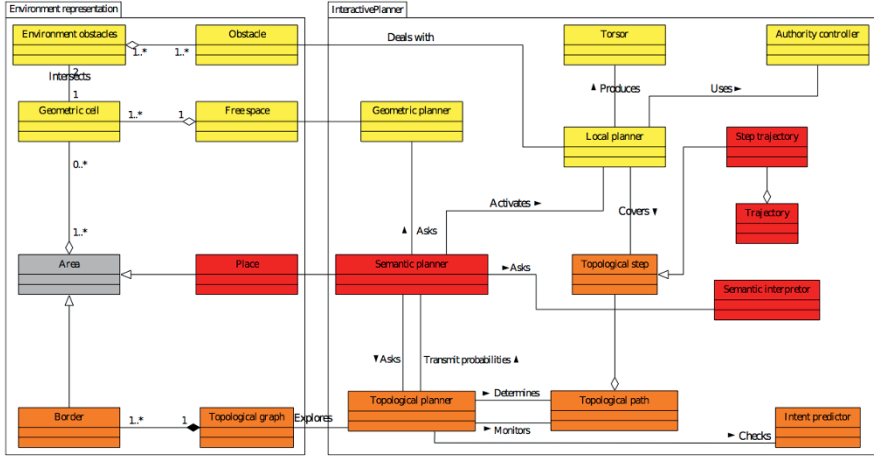 Environment representation
InteractivePlanner
Environment obstacles
Obstacle
Torsor
Authority controller
1..*
1..*
Deals with
2
Intersects
1
Produces
Uses
Geometric cell
1..*
1
Free space
Geometric planner
Local planner
Step trajectory
0..*
Activates
Covers
Trajectory
1..*
Asks
Area
Place
Semantic planner
Asks
Topological step
Semantic interpretor
Asks
Transmit probabilities
Border
1..*
1
Topological graph
Explores
Topological planner
Determines
Topological path
Monitors
Checks
Intent predictor